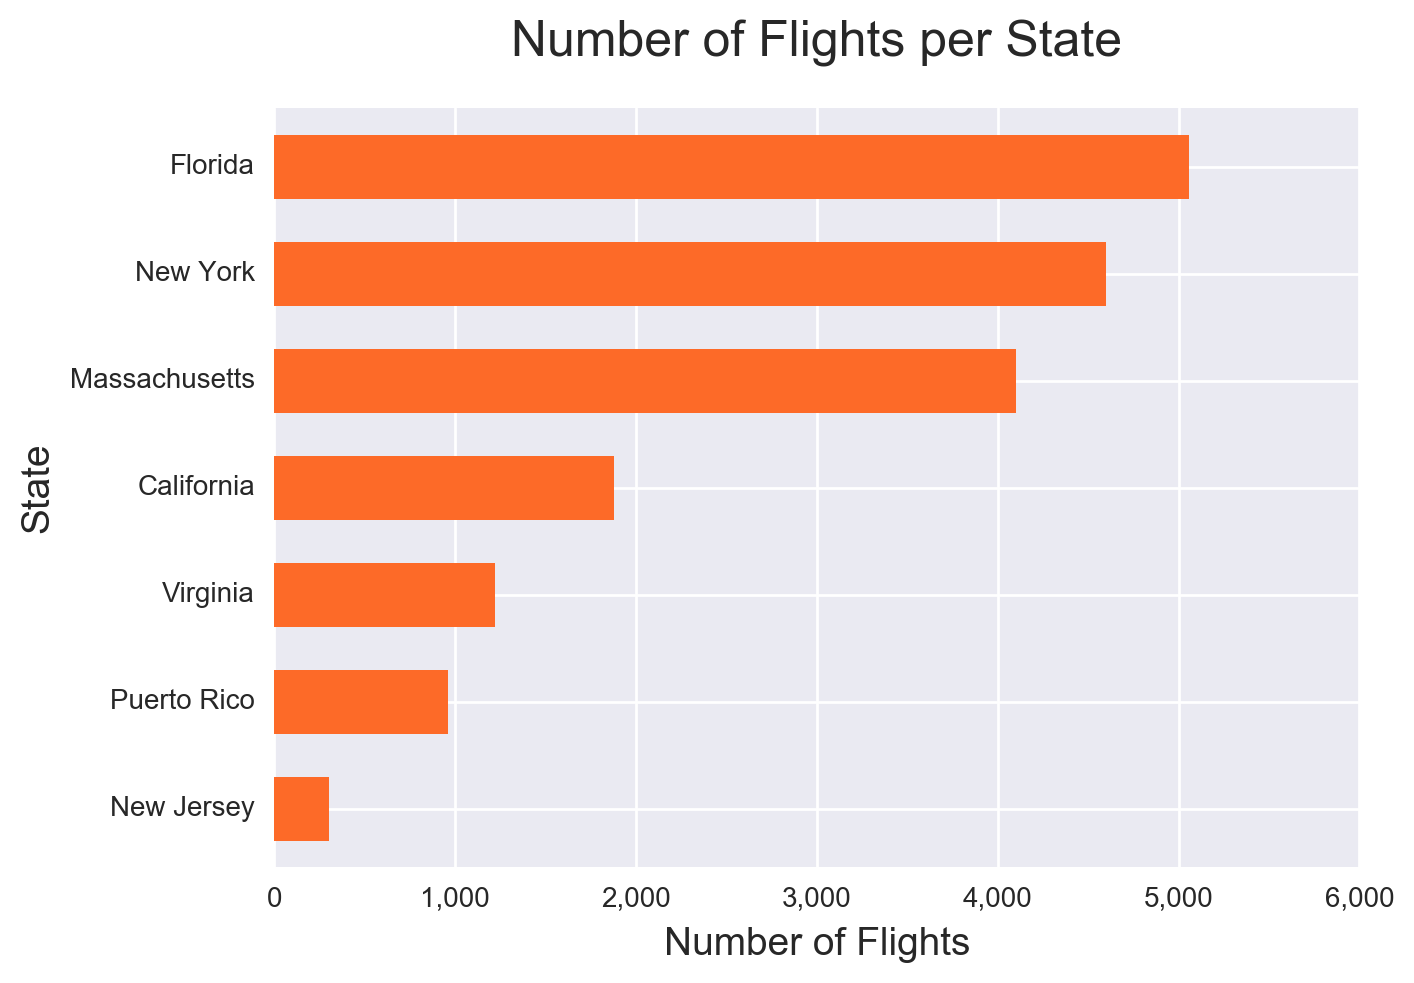 Number of Flights per State
Florida
New York
Massachusetts
California
Virginia
Puerto Rico
New Jersey
State
0 1,000 2,000 3,000 4,000 5,000 6,000
Number of Flights